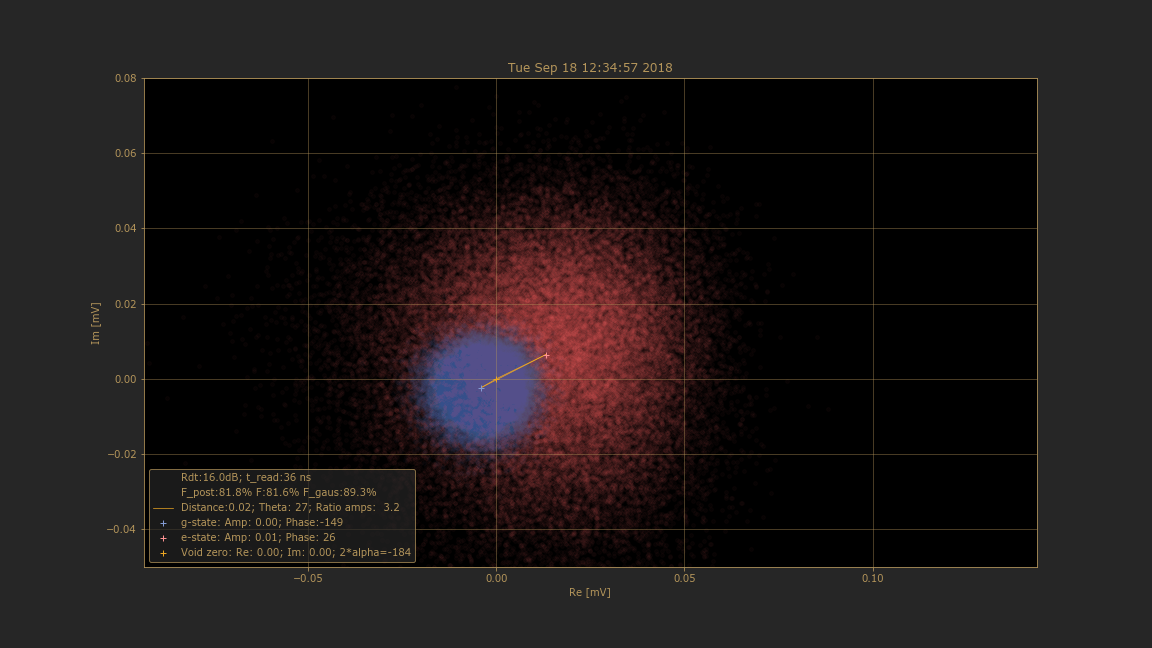 Tue Sep 18 12:34:57 2018
0.08
0.06
0.04
0.02
0.00
−0.02
−0.04
Im [mV]
Rdt:16.0dB; t_read:36 ns
F_post:81.8% F:81.6% F_gaus:89.3%
Distance:0.02; Theta: 27; Ratio amps:  3.2
g-state: Amp: 0.00; Phase:-149
e-state: Amp: 0.01; Phase: 26
Void zero: Re: 0.00; Im: 0.00; 2*alpha=-184
−0.05 0.00 0.05 0.10
Re [mV]